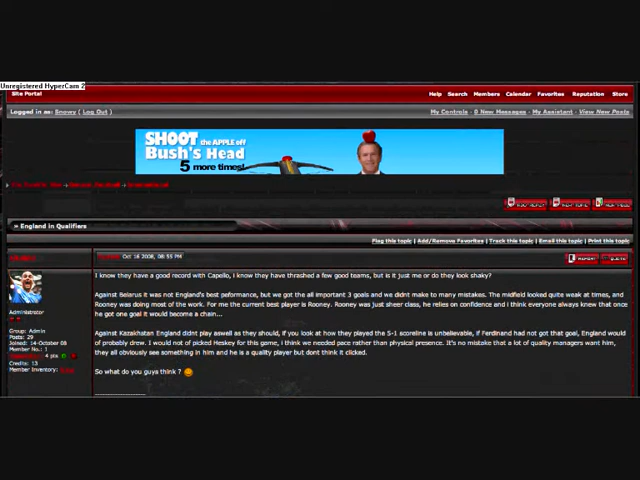 Unregistered HyperCam 2
Site Portal
Help Search Members Calendar Favorites Reputation Store
Logged in as: Snowy ( Log Out )
My Controls · 0 New Messages · My Assistant · View New Posts
SHOOT the APPLE off
Bush's Head
5 more times!
» England in Qualifiers
Flag this topic | Add/Remove Favorites | Track this topic | Email this topic | Print this topic
Oct 16 2008, 08:55 PM
I know they have a good record with Capello, i know they have thrashed a few good teams, but is it just me or do they look shaky?
Against Belarus it was not England's best peformance, but we got the all important 3 goals and we didnt make to many mistakes. The midfield looked quite weak at times, and
Rooney was doing most of the work. For me the current best player is Rooney. Rooney was just sheer class, he relies on confidence and i think everyone always knew that once
he got one goal it would become a chain...
Against Kazakhstan England didnt play aswell as they should, if you look at how they played the 5-1 scoreline is unbelievable, if Ferdinand had not got that goal, England would
of probably drew. I would not of picked Heskey for this game, i think we needed pace rather than physical presence. It's no mistake that a lot of quality managers want him,
they all obviously see something in him and he is a quality player but dont think it clicked.
So what do you guys think ?
Administrator
Group: Admin
Posts: 29
Joined: 14-October 08
Member No.: 1
4 pts
Credits: 13
Member Inventory: